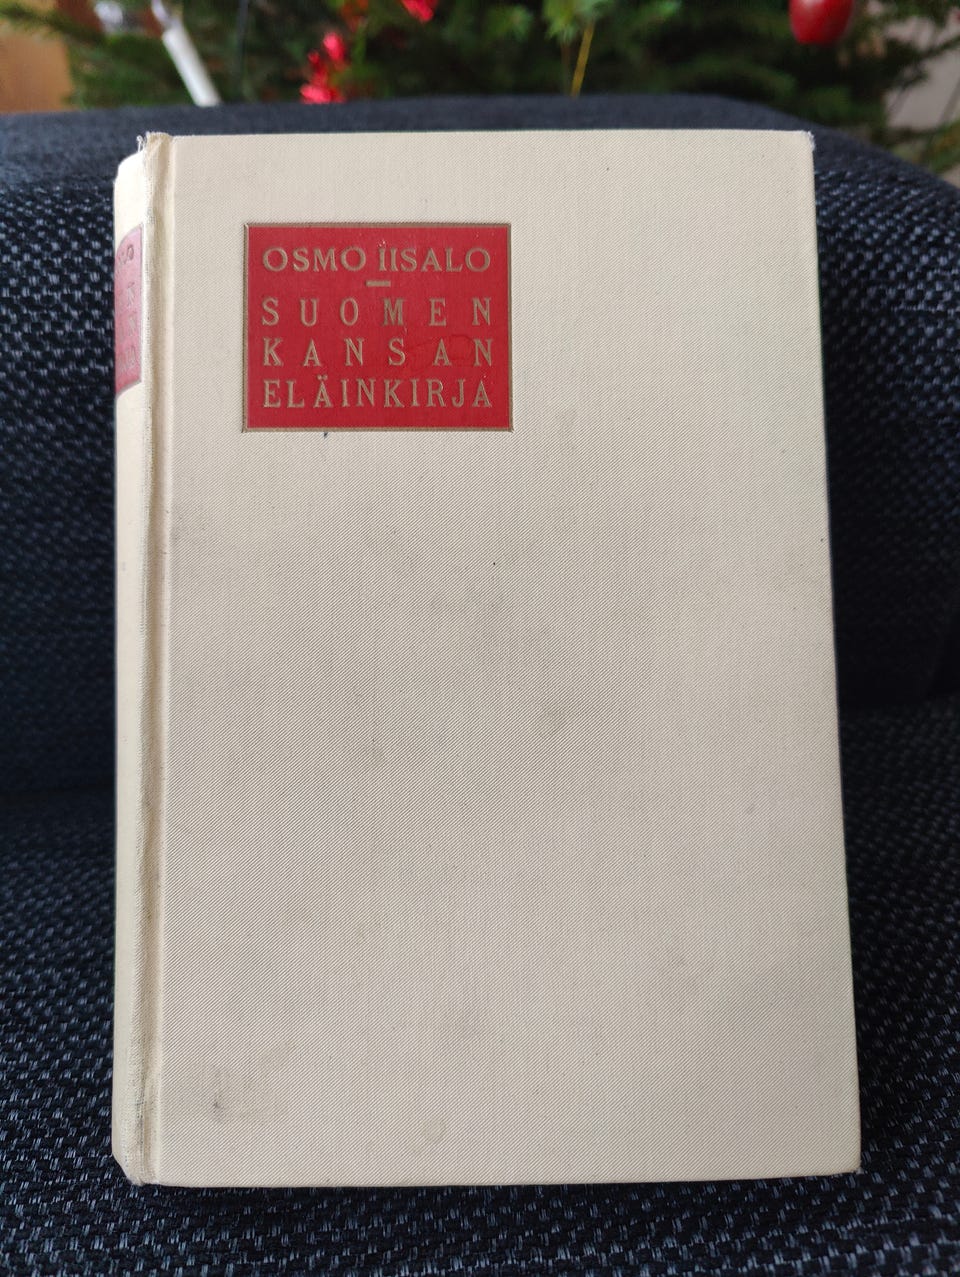 OSMO IISALO
SUOMEN
KANSAN
ELÄINKIRJA